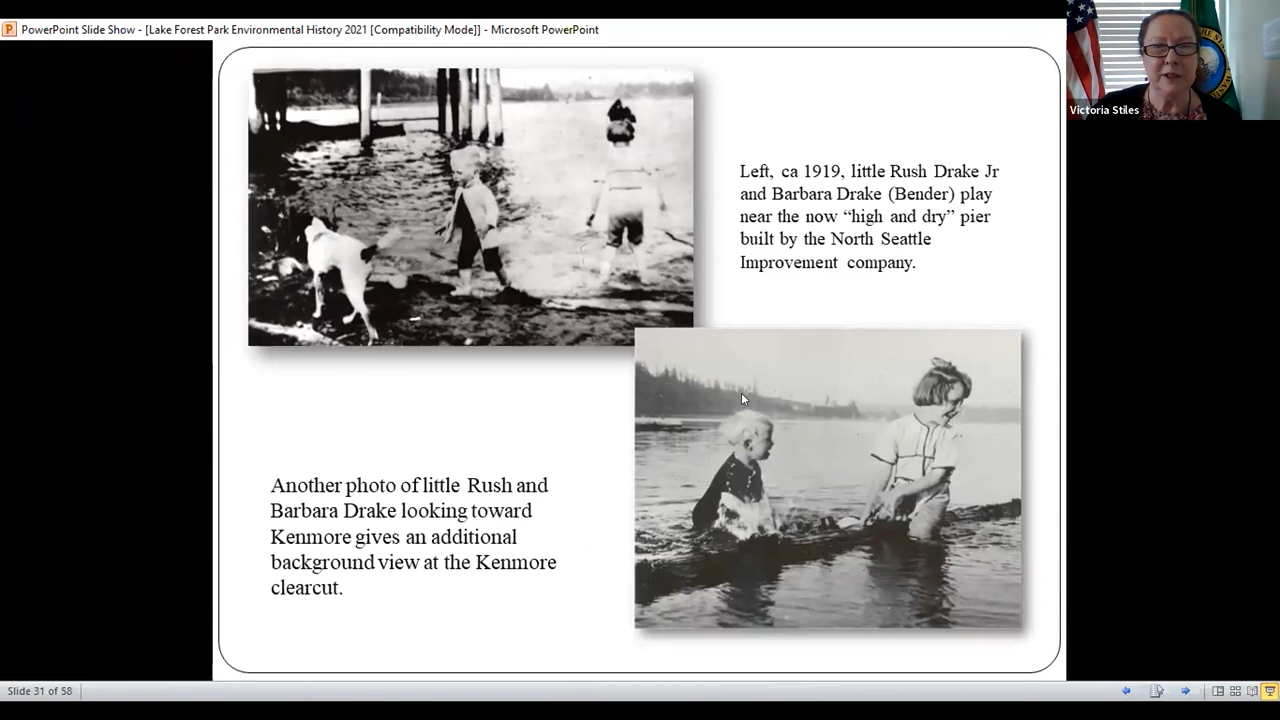 PowerPoint Slide Show - [Lake Forest Park Environmental History 2021 [Compatibility Mode]] - Microsoft PowerPoint
Victoria Stiles
Left, ca 1919, little Rush Drake Jr
and Barbara Drake (Bender) play
near the now “high and dry” pier
built by the North Seattle
Improvement company.
Another photo of little Rush and
Barbara Drake looking toward
Kenmore gives an additional
background view at the Kenmore
clearcut.
Slide 31 of 58